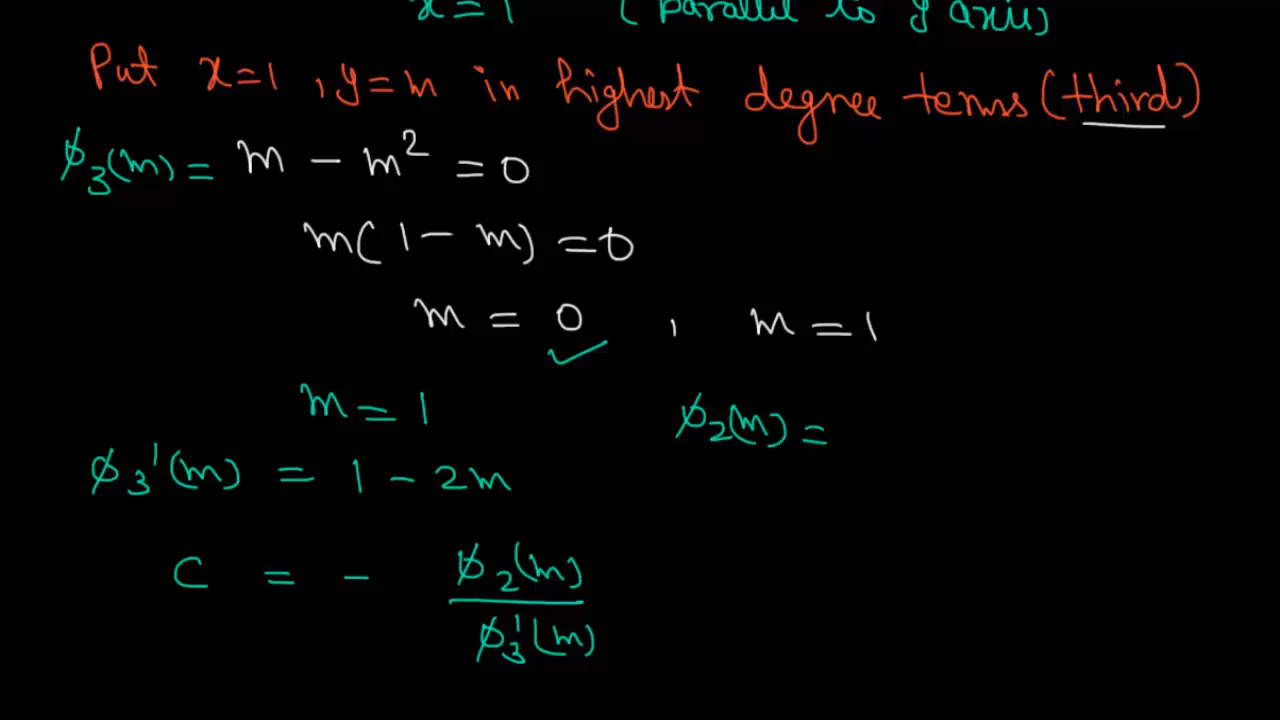 x = 1 (parallel to y axis)
Put x=1 , y=m in highest degree terms (third)
ϕ₃(m) = m − m² = 0
m(1 − m) = 0
m = 0 , m = 1
m = 1 ϕ₂(m) =
ϕ₃'(m) = 1 − 2m
C = − ϕ₂(m)
ϕ₃'(m)